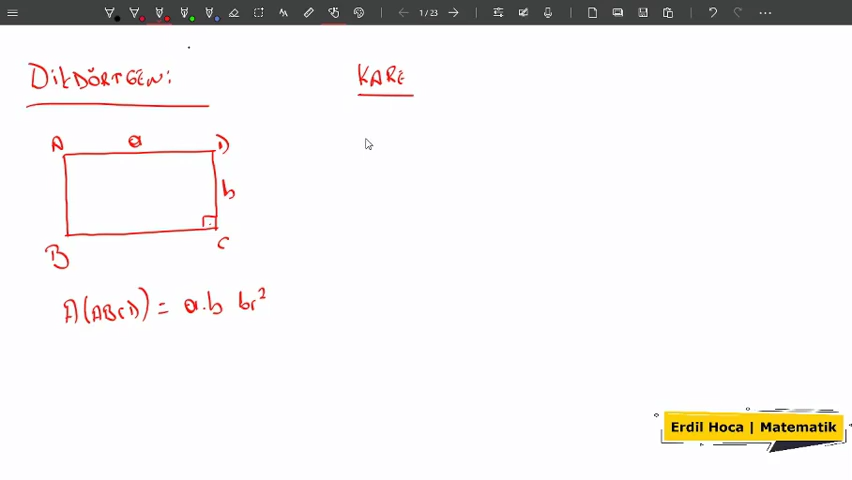 1 / 23
DİKDÖRTGEN:
KARE
A a D
b
B C
A(ABCD) = a.b br²
Erdil Hoca | Matematik